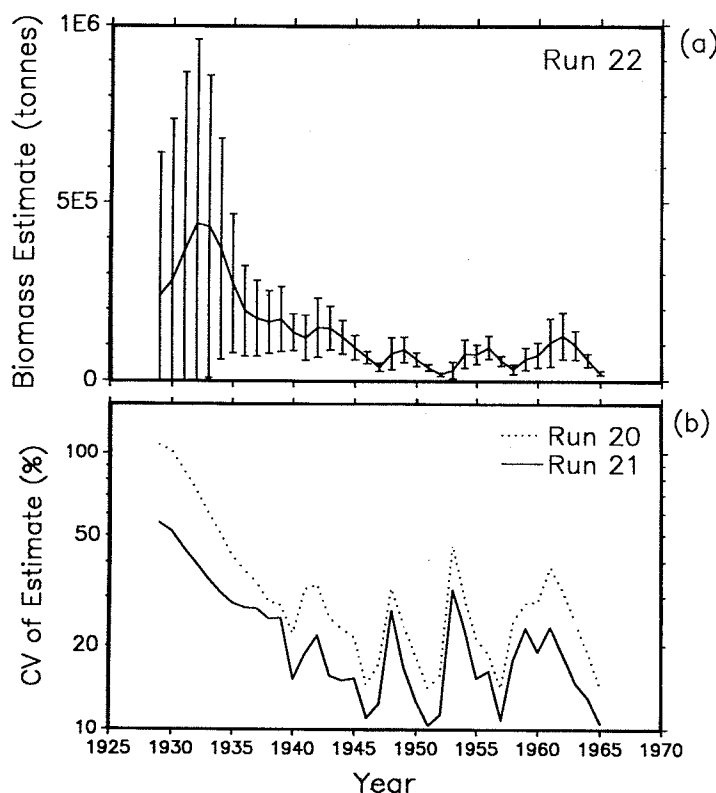 1E6
(a)
Run 22
Biomass Estimate (tonnes)
5E5
0
(b)
Run 20
Run 21
CV of Estimate (%)
100
50
20
10
1925 1930 1935 1940 1945 1950 1955 1960 1965 1970
Year